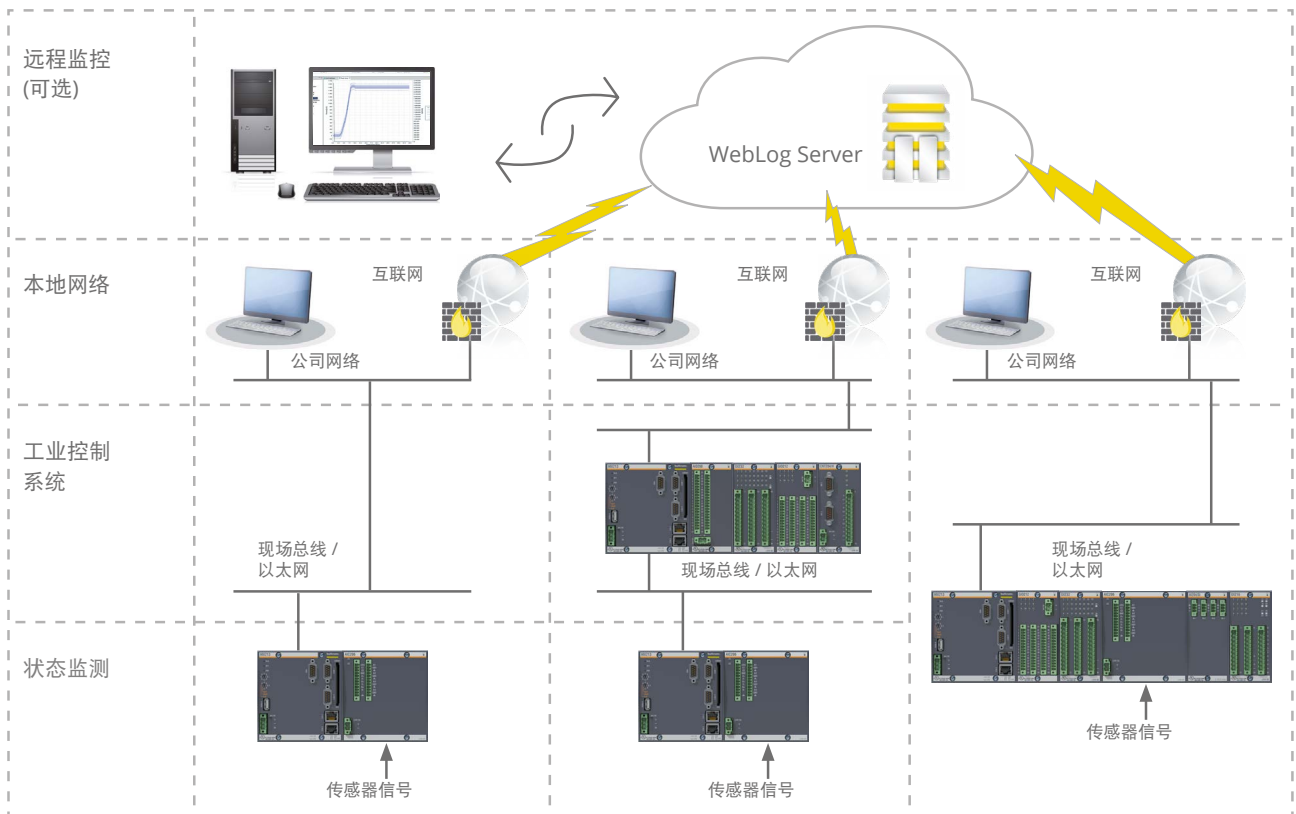 远程监控
(可选)
WebLog Server
本地网络
互联网
公司网络
互联网
公司网络
互联网
公司网络
工业控制
系统
现场总线 /
以太网
现场总线 / 以太网
现场总线 /
以太网
状态监测
传感器信号
传感器信号
传感器信号